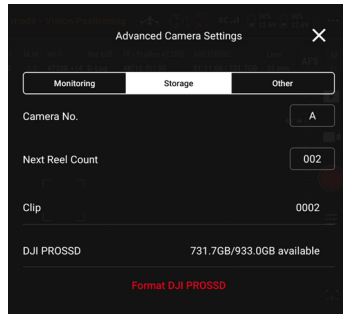 Advanced Camera Settings
Monitoring
Storage
Other
Camera No.
A
Next Reel Count
002
Clip
0002
DJI PROSSD
731.7GB/933.0GB available
Format DJI PROSSD